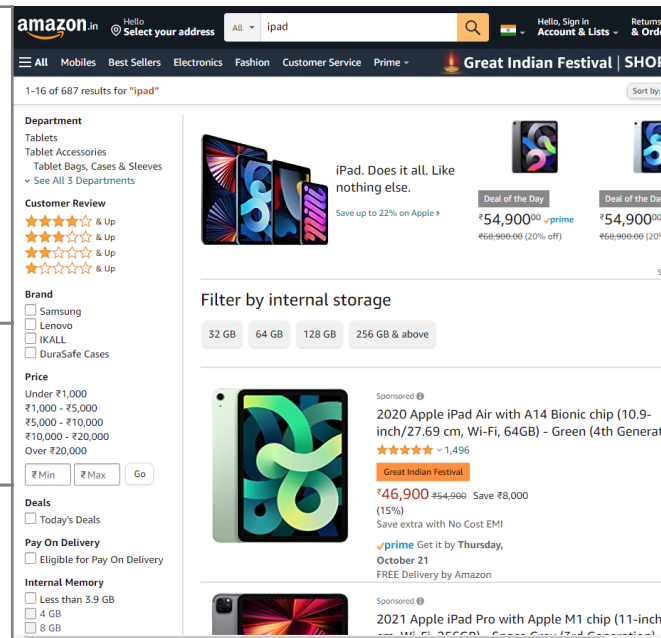 amazon.in
Hello
Select your address
All
ipad
Hello, Sign in
Account & Lists
Returns
& Orde
All Mobiles Best Sellers Electronics Fashion Customer Service Prime
Great Indian Festival | SHOP
1-16 of 687 results for "ipad"
Sort by:
Department
Tablets
Tablet Accessories
Tablet Bags, Cases & Sleeves
See All 3 Departments
Customer Review
& Up
& Up
& Up
& Up
Brand
Samsung
Lenovo
IKALL
DuraSafe Cases
Price
Under ₹1,000
₹1,000 - ₹5,000
₹5,000 - ₹10,000
₹10,000 - ₹20,000
Over ₹20,000
₹ Min ₹ Max Go
Deals
Today's Deals
Pay On Delivery
Eligible for Pay On Delivery
Internal Memory
Less than 3.9 GB
4 GB
8 GB
iPad. Does it all. Like
nothing else.
Save up to 22% on Apple ›
Deal of the Day
₹54,900⁰⁰ prime
₹68,900.00 (20% off)
Deal of the Day
₹54,900⁰⁰
₹68,900.00 (20%
Filter by internal storage
32 GB 64 GB 128 GB 256 GB & above
Sponsored
2020 Apple iPad Air with A14 Bionic chip (10.9-
inch/27.69 cm, Wi-Fi, 64GB) - Green (4th Generat
1,496
Great Indian Festival
₹46,900 ₹54,900 Save ₹8,000
(15%)
Save extra with No Cost EMI
prime Get it by Thursday,
October 21
FREE Delivery by Amazon
Sponsored
2021 Apple iPad Pro with Apple M1 chip (11-inch
cm, Wi-Fi, 256GB) - Space Grey (3rd Generation)